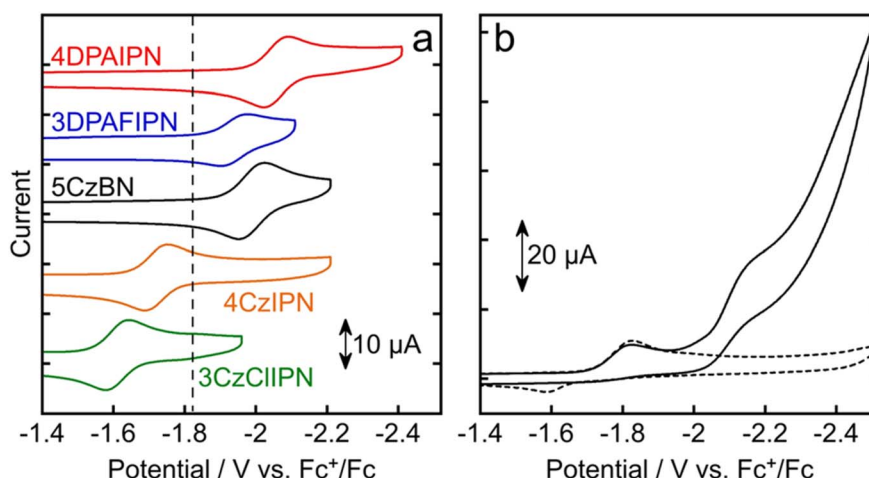 a
4DPAIPN
3DPAFIPN
5CzBN
4CzIPN
3CzClIPN
10 µA
Current
-1.4 -1.6 -1.8 -2 -2.2 -2.4
Potential / V vs. Fc⁺/Fc
b
20 µA
-1.4 -1.6 -1.8 -2 -2.2 -2.4
Potential / V vs. Fc⁺/Fc